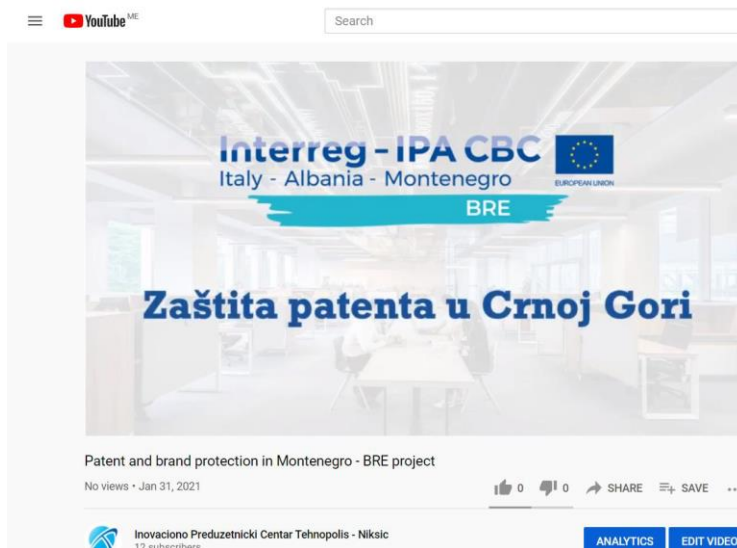 YouTube ME
Search
Interreg - IPA CBC
Italy - Albania - Montenegro
EUROPEAN UNION
BRE
Zaštita patenta u Crnoj Gori
Patent and brand protection in Montenegro - BRE project
No views • Jan 31, 2021
0 0 SHARE SAVE
Inovaciono Preduzetnicki Centar Tehnopolis - Niksic
12 subscribers
ANALYTICS EDIT VIDEO